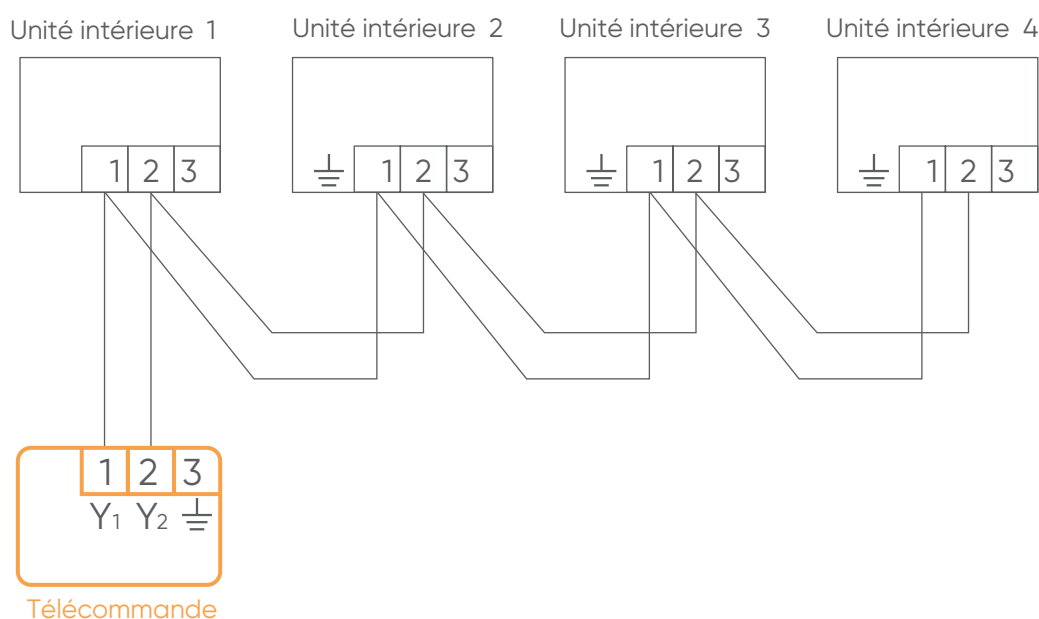 Unité intérieure 1
Unité intérieure 2
Unité intérieure 3
Unité intérieure 4
1 2 3
1 2 3
1 2 3
1 2 3
1 2 3
Y1 Y2
Télécommande